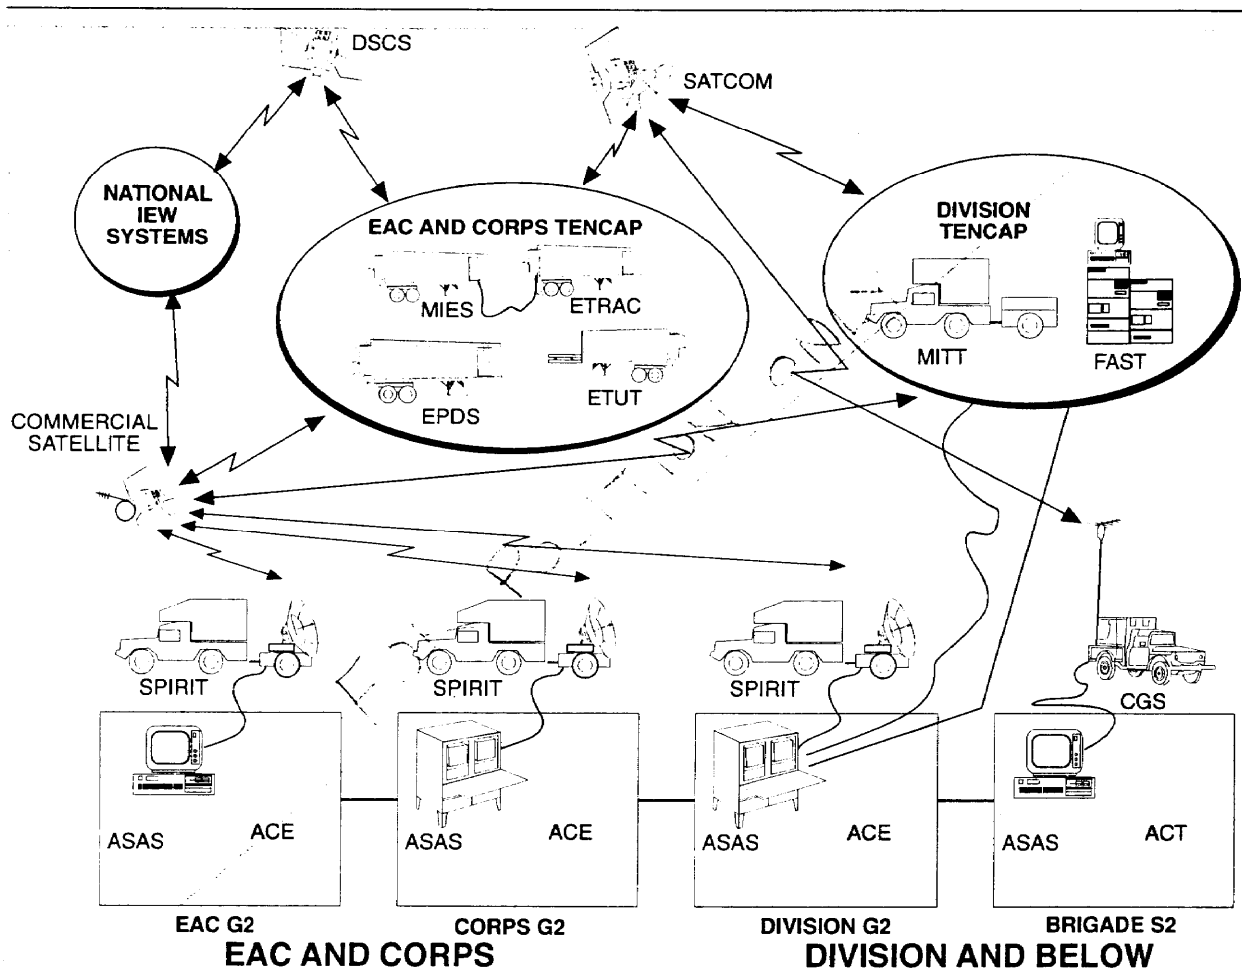 DSCS
SATCOM
NATIONAL
IEW
SYSTEMS
EAC AND CORPS TENCAP
MIES
ETRAC
EPDS
ETUT
DIVISION
TENCAP
MITT
FAST
COMMERCIAL
SATELLITE
SPIRIT
SPIRIT
SPIRIT
CGS
ASAS
ACE
ASAS
ACE
ASAS
ACE
ASAS
ACT
EAC G2
CORPS G2
DIVISION G2
BRIGADE S2
EAC AND CORPS
DIVISION AND BELOW